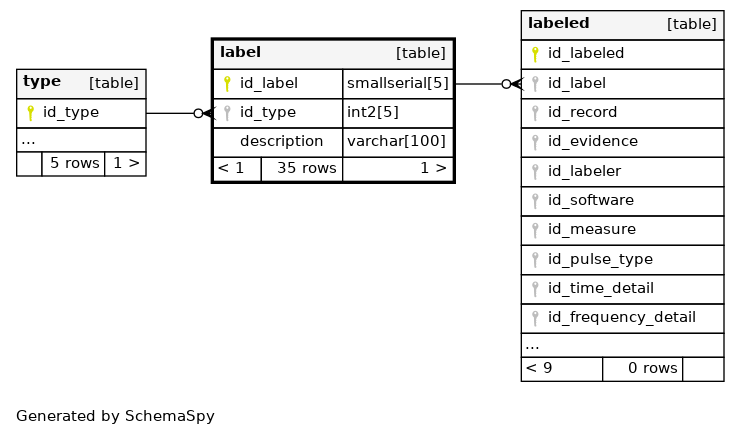 type [table]
id_type
...
5 rows 1 >
label [table]
id_label smallserial[5]
id_type int2[5]
description varchar[100]
< 1 35 rows 1 >
labeled [table]
id_labeled
id_label
id_record
id_evidence
id_labeler
id_software
id_measure
id_pulse_type
id_time_detail
id_frequency_detail
...
< 9 0 rows
Generated by SchemaSpy